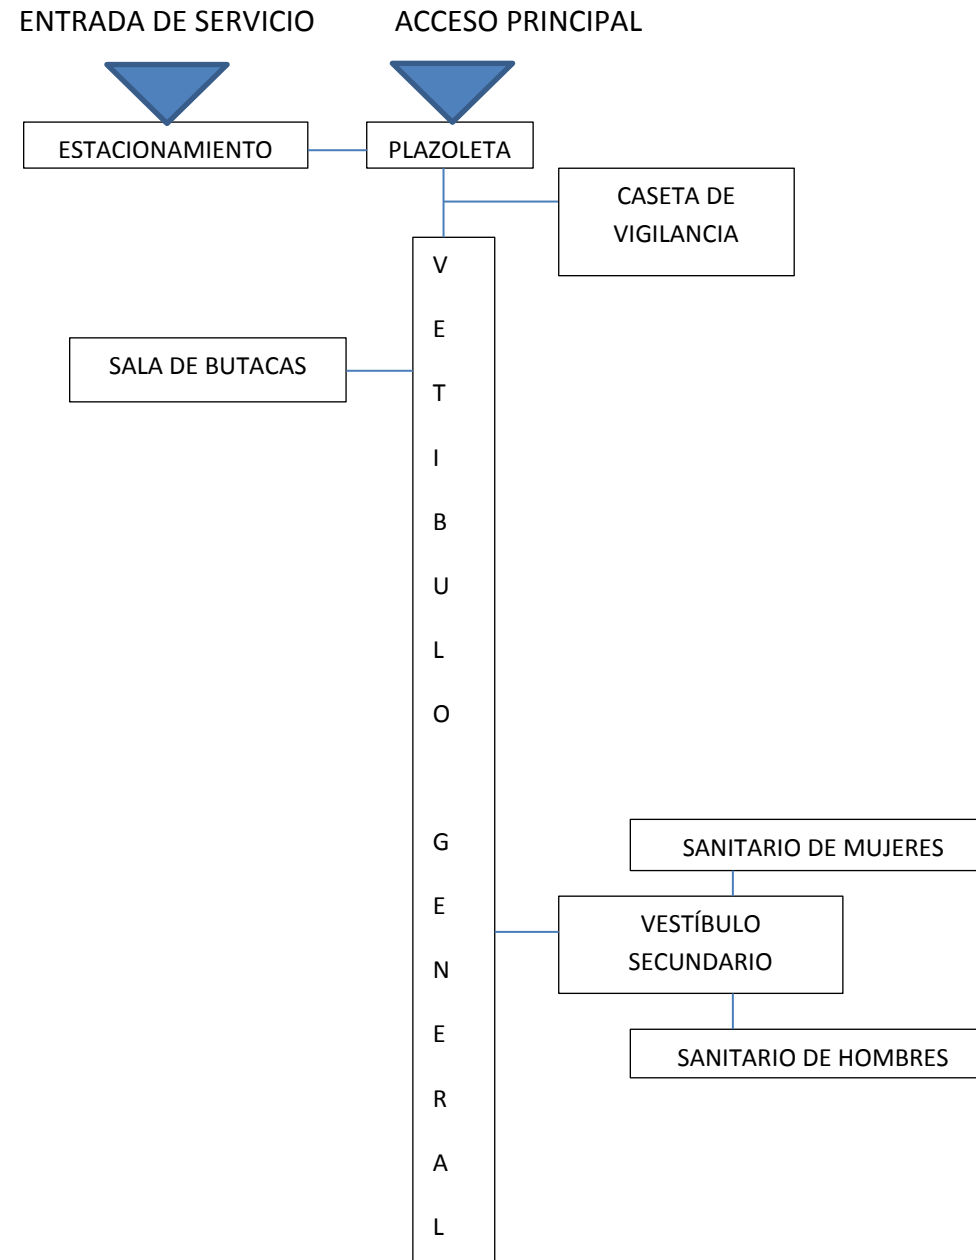 ENTRADA DE SERVICIO
ACCESO PRINCIPAL
ESTACIONAMIENTO
PLAZOLETA
CASETA DE
VIGILANCIA
V
E
T
I
B
U
L
O
G
E
N
E
R
A
L
SALA DE BUTACAS
SANITARIO DE MUJERES
VESTÍBULO
SECUNDARIO
SANITARIO DE HOMBRES